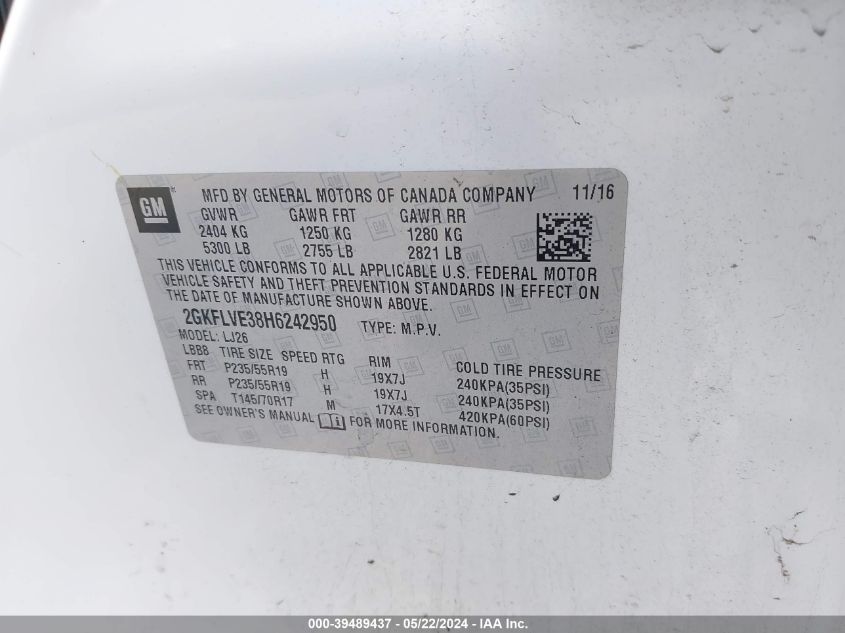 GM MFD BY GENERAL MOTORS OF CANADA COMPANY 11/16
GVWR GAWR FRT GAWR RR
2404 KG 1250 KG 1280 KG
5300 LB 2755 LB 2821 LB
THIS VEHICLE CONFORMS TO ALL APPLICABLE U.S. FEDERAL MOTOR
VEHICLE SAFETY AND THEFT PREVENTION STANDARDS IN EFFECT ON
THE DATE OF MANUFACTURE SHOWN ABOVE.
2GKFLVE38H6242950 TYPE: M.P.V.
MODEL: LJ26
LBB8 TIRE SIZE SPEED RTG RIM COLD TIRE PRESSURE
FRT P235/55R19 H 19X7J 240KPA(35PSI)
RR P235/55R19 H 19X7J 240KPA(35PSI)
SPA T145/70R17 M 17X4.5T 420KPA(60PSI)
SEE OWNER'S MANUAL FOR MORE INFORMATION.
000-39489437 - 05/22/2024 - IAA Inc.